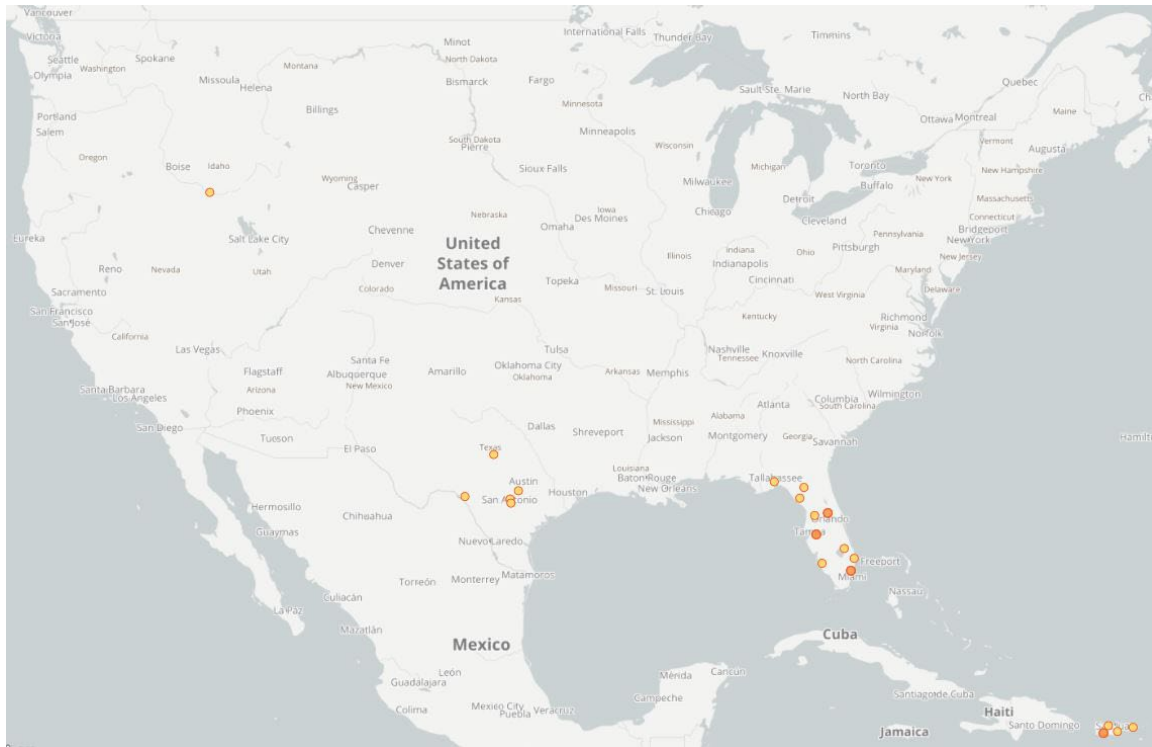 Vancouver
Victoria
Seattle
Olympia
Washington
Spokane
Missoula
Helena
Montana
Minot
North Dakota
Bismarck
Fargo
International Falls
Thunder Bay
Timmins
Quebec
Billings
Minnesota
Minneapolis
Sault Ste. Marie
North Bay
Ottawa
Montreal
Maine
Portland
Salem
Oregon
Boise
Idaho
South Dakota
Pierre
Sioux Falls
Wisconsin
Michigan
Toronto
Vermont
Augusta
Wyoming
Casper
Milwaukee
Detroit
Buffalo
New York
New Hampshire
Massachusetts
Eureka
Salt Lake City
Cheyenne
Nebraska
Omaha
Iowa
Des Moines
Chicago
Cleveland
Connecticut
Bridgeport
New York
Pennsylvania
Pittsburgh
New Jersey
United
States of
America
Reno
Nevada
Utah
Denver
Colorado
Kansas
Topeka
Missouri
St. Louis
Illinois
Indiana
Indianapolis
Ohio
Cincinnati
West Virginia
Maryland
Delaware
Sacramento
San Francisco
San José
California
Kentucky
Richmond
Virginia
Norfolk
Las Vegas
Flagstaff
Arizona
Phoenix
Santa Fe
Albuquerque
New Mexico
Amarillo
Tulsa
Oklahoma City
Oklahoma
Arkansas
Memphis
Nashville
Tennessee
Knoxville
North Carolina
Santa Barbara
Los Angeles
San Diego
Tucson
El Paso
Texas
Dallas
Shreveport
Mississippi
Jackson
Alabama
Montgomery
Atlanta
Georgia
Columbia
South Carolina
Wilmington
Savannah
Austin
San Antonio
Houston
Louisiana
Baton Rouge
New Orleans
Tallahassee
Orlando
Tampa
Miami
Freeport
Nassau
Hermosillo
Chihuahua
Guaymas
Nuevo Laredo
Torreón
Monterrey
Matamoros
La Paz
Culiacán
Mazatlán
Mexico
León
Guadalajara
Colima
Mexico City
Puebla
Veracruz
Mérida
Cancún
Campeche
Cuba
Santiago de Cuba
Haiti
Santo Domingo
Jamaica